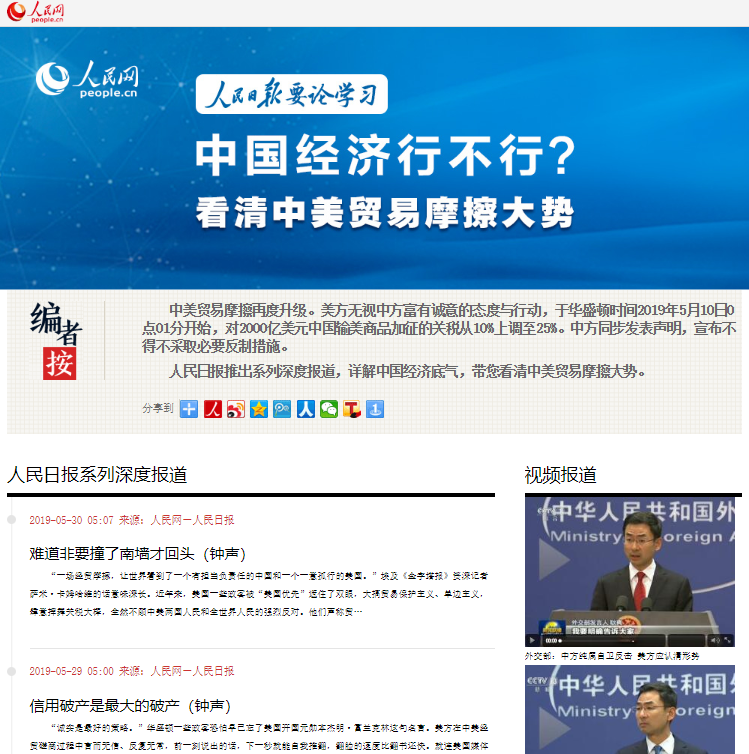 人民网
people.cn
人民网
people.cn
人民日报要论学习
中国经济行不行?
看清中美贸易摩擦大势
编者按
中美贸易摩擦再度升级。美方无视中方富有诚意的态度与行动，于华盛顿时间2019年5月10日0
点01分开始，对2000亿美元中国输美商品加征的关税从10%上调至25%。中方同步发表声明，宣布不
得不采取必要反制措施。
人民日报推出系列深度报道，详解中国经济底气，带您看清中美贸易摩擦大势。
分享到
人民日报系列深度报道
2019-05-30 05:07 来源：人民网－人民日报
难道非要撞了南墙才回头（钟声）
“一场经贸摩擦，让世界看到了一个有担当负责任的中国和一个一意孤行的美国。”埃及《金字塔报》资深记者
萨米·卡姆哈维的话意味深长。近年来，美国一些政客被“美国优先”遮住了双眼，大搞贸易保护主义、单边主义，
肆意挥舞关税大棒，全然不顾中美两国人民和全世界人民的强烈反对。他们声称贸…
2019-05-29 05:00 来源：人民网－人民日报
信用破产是最大的破产（钟声）
“诚实是最好的策略。”华盛顿一些政客恐怕早已忘了美国开国元勋本杰明·富兰克林这句名言。美方在中美经
贸磋商过程中言而无信、反复无常，前一刻说出的话，下一秒就能自我推翻，翻脸的速度比翻书还快。就连美国媒体
视频报道
CCTV
中华人民共和国外
Ministry of Foreign A
外交部发言人
我要明确告诉大家
外交部：中方纯属自卫反击 美方应认清形势
CCTV
中华人民共和国外
Ministry of Foreign A